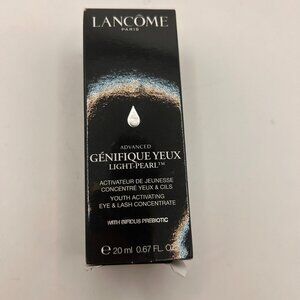 LANCÔME
PARIS
ADVANCED
GÉNIFIQUE YEUX
LIGHT-PEARL™
ACTIVATEUR DE JEUNESSE
CONCENTRÉ YEUX & CILS
YOUTH ACTIVATING
EYE & LASH CONCENTRATE
WITH BIFIDUS PREBIOTIC
e 20 ml 0.67 FL. OZ.